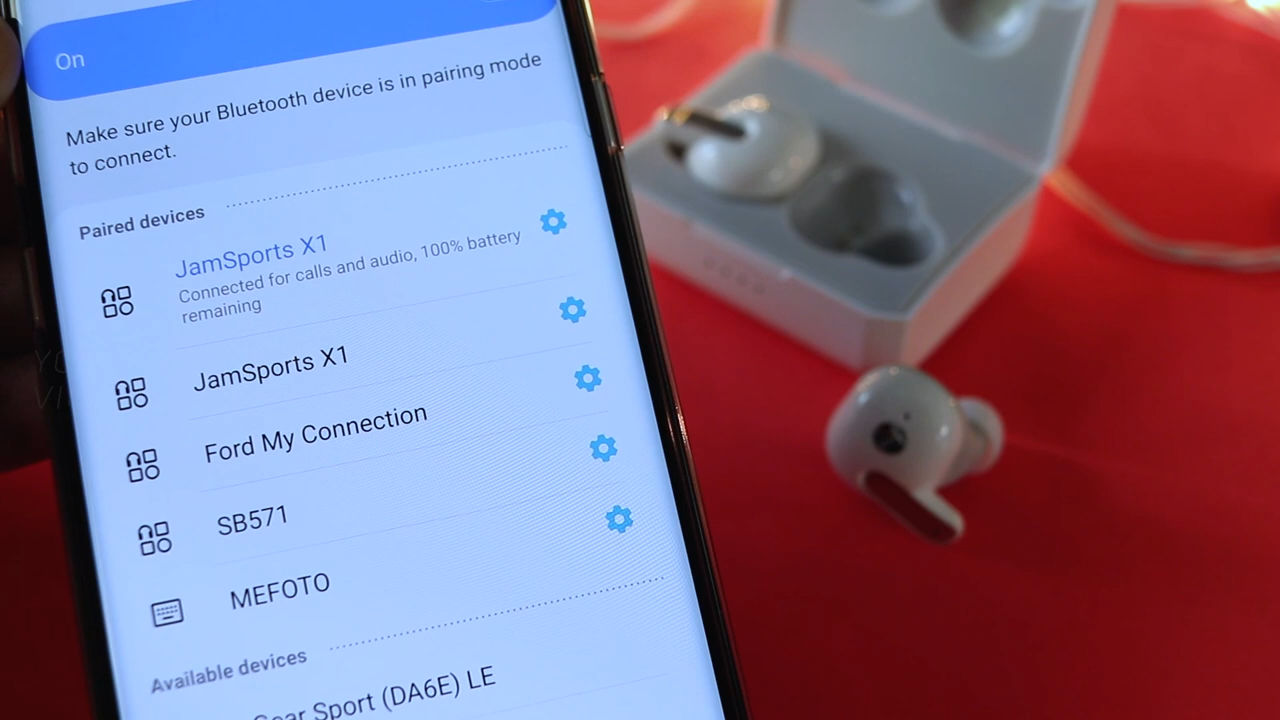 On
Make sure your Bluetooth device is in pairing mode
to connect.
Paired devices
JamSports X1
Connected for calls and audio, 100% battery
remaining
JamSports X1
Ford My Connection
SB571
MEFOTO
Available devices
Gear Sport (DA6E) LE